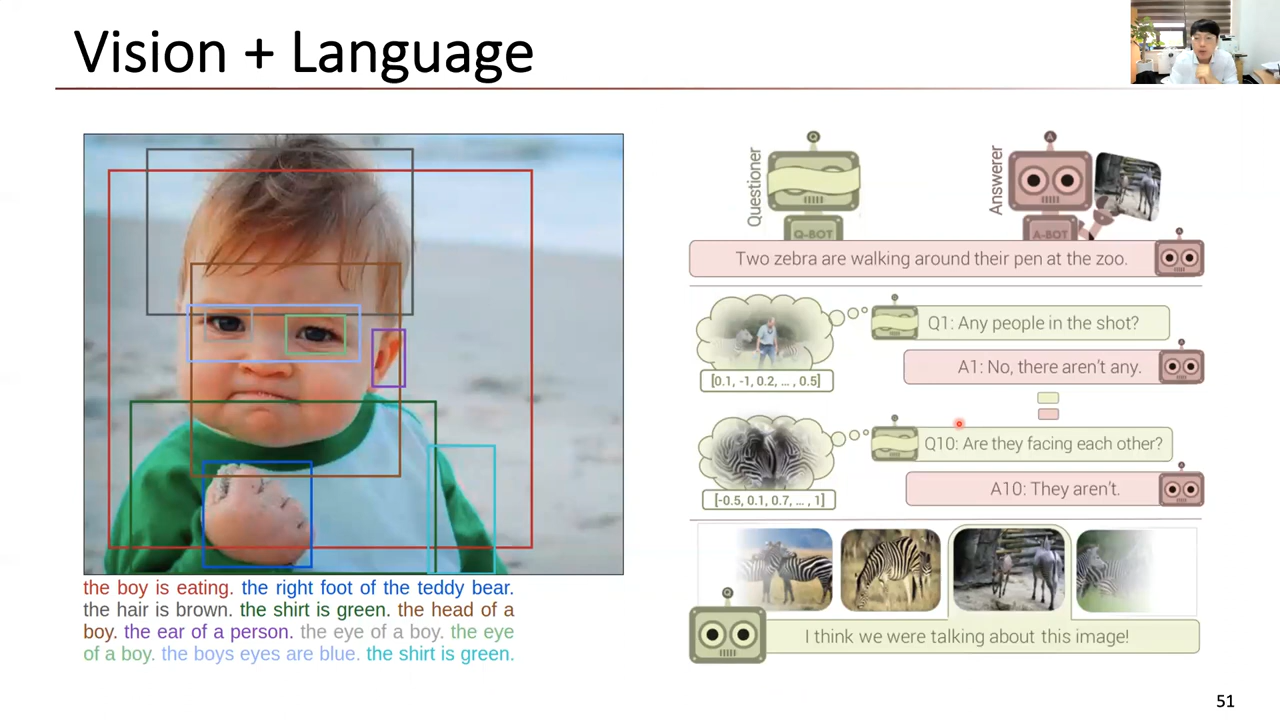 Vision + Language
the boy is eating. the right foot of the teddy bear.
the hair is brown. the shirt is green. the head of a
boy. the ear of a person. the eye of a boy. the eye
of a boy. the boys eyes are blue. the shirt is green.
Questioner
Q
Q-BOT
Answerer
A
A-BOT
Two zebra are walking around their pen at the zoo.
A
Q1: Any people in the shot?
[0.1, -1, 0.2, ... , 0.5]
A1: No, there aren't any.
Q10: Are they facing each other?
[-0.5, 0.1, 0.7, ... , 1]
A10: They aren't.
I think we were talking about this image!
51